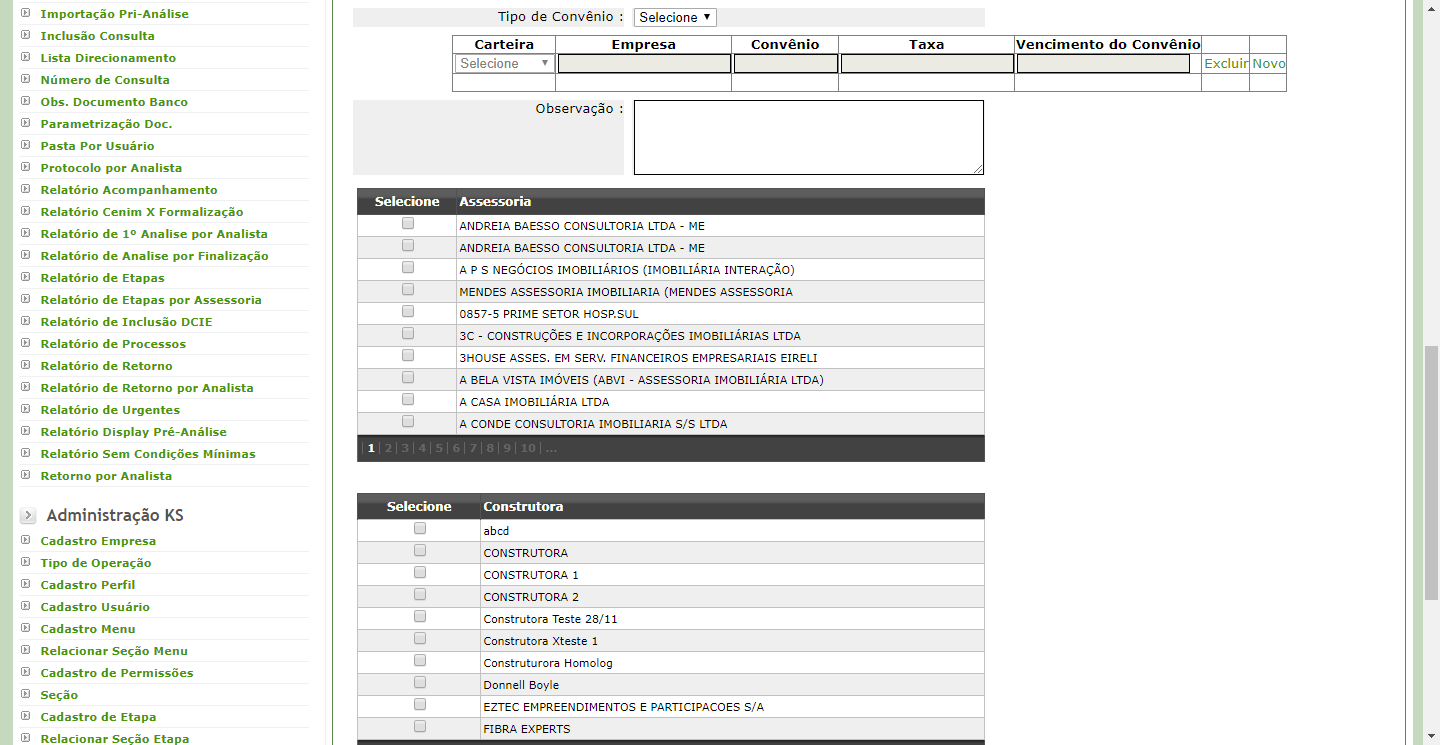 Importação Pri-Análise
Inclusão Consulta
Lista Direcionamento
Número de Consulta
Obs. Documento Banco
Parametrização Doc.
Pasta Por Usuário
Protocolo por Analista
Relatório Acompanhamento
Relatório Cenim X Formalização
Relatório de 1º Analise por Analista
Relatório de Analise por Finalização
Relatório de Etapas
Relatório de Etapas por Assessoria
Relatório de Inclusão DCIE
Relatório de Processos
Relatório de Retorno
Relatório de Retorno por Analista
Relatório de Urgentes
Relatório Display Pré-Análise
Relatório Sem Condições Mínimas
Retorno por Analista
Administração KS
Cadastro Empresa
Tipo de Operação
Cadastro Perfil
Cadastro Usuário
Cadastro Menu
Relacionar Seção Menu
Cadastro de Permissões
Seção
Cadastro de Etapa
Relacionar Seção Etapa
Tipo de Convênio : Selecione
Carteira Empresa Convênio Taxa Vencimento do Convênio
Selecione Excluir Novo
Observação :
Selecione Assessoria
ANDREIA BAESSO CONSULTORIA LTDA - ME
ANDREIA BAESSO CONSULTORIA LTDA - ME
A P S NEGÓCIOS IMOBILIÁRIOS (IMOBILIÁRIA INTERAÇÃO)
MENDES ASSESSORIA IMOBILIARIA (MENDES ASSESSORIA
0857-5 PRIME SETOR HOSP.SUL
3C - CONSTRUÇÕES E INCORPORAÇÕES IMOBILIÁRIAS LTDA
3HOUSE ASSES. EM SERV. FINANCEIROS EMPRESARIAIS EIRELI
A BELA VISTA IMÓVEIS (ABVI - ASSESSORIA IMOBILIÁRIA LTDA)
A CASA IMOBILIÁRIA LTDA
A CONDE CONSULTORIA IMOBILIARIA S/S LTDA
| 1 | 2 | 3 | 4 | 5 | 6 | 7 | 8 | 9 | 10 | ...
Selecione Construtora
abcd
CONSTRUTORA
CONSTRUTORA 1
CONSTRUTORA 2
Construtora Teste 28/11
Construtora Xteste 1
Construturora Homolog
Donnell Boyle
EZTEC EMPREENDIMENTOS E PARTICIPACOES S/A
FIBRA EXPERTS